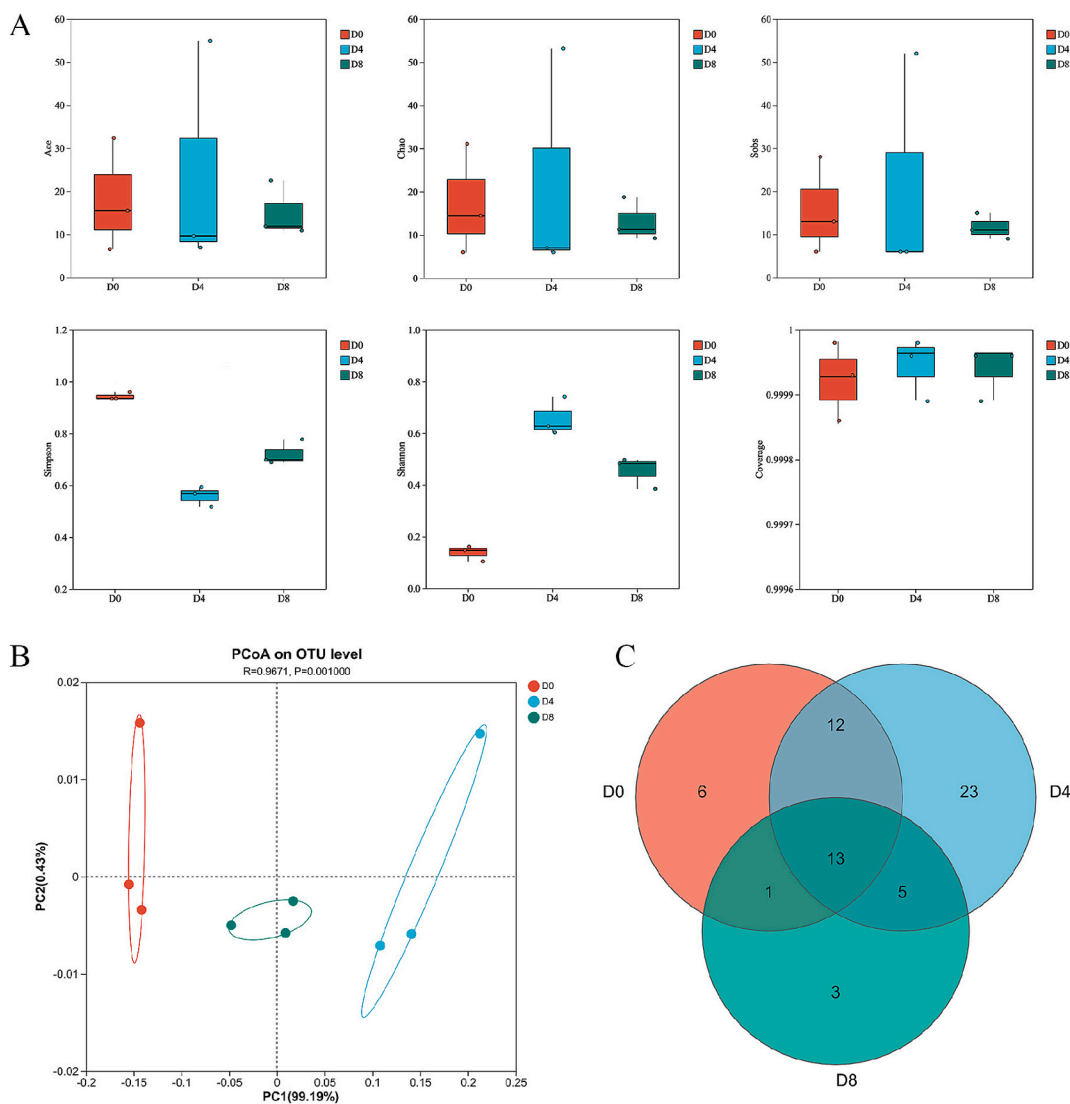 A
60
50
40
30
20
10
0
Ace
D0
D4
D8
D0
D4
D8
60
50
40
30
20
10
0
Chao
D0
D4
D8
D0
D4
D8
60
50
40
30
20
10
0
Sobs
D0
D4
D8
D0
D4
D8
1.2
1.0
0.8
0.6
0.4
0.2
Simpson
D0
D4
D8
D0
D4
D8
1.0
0.8
0.6
0.4
0.2
0.0
Shannon
D0
D4
D8
D0
D4
D8
1
0.9999
0.9998
0.9997
0.9996
Coverage
D0
D4
D8
D0
D4
D8
B
PCoA on OTU level
R=0.9671, P=0.001000
0.02
0.01
0
-0.01
-0.02
PC2(0.43%)
-0.2
-0.15
-0.1
-0.05
0
0.05
0.1
0.15
0.2
0.25
PC1(99.19%)
D0
D4
D8
C
12
D0
6
23
D4
13
1
5
3
D8